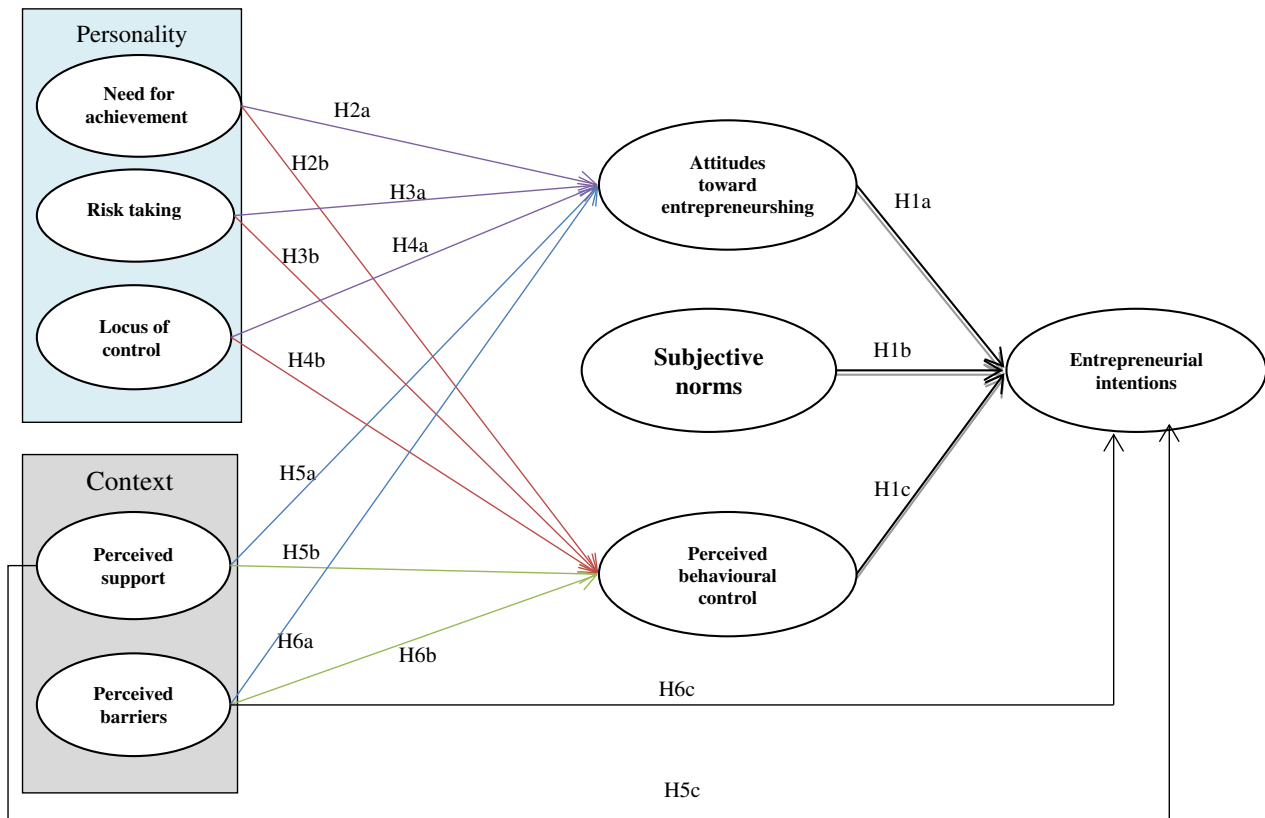 Personality
Need for
achievement
Risk taking
Locus of
control
Context
Perceived
support
Perceived
barriers
H2a
H2b
H3a
H3b
H4a
H4b
H5a
H5b
H6a
H6b
H6c
H5c
Attitudes
toward
entrepreneurshing
Subjective
norms
Perceived
behavioural
control
H1a
H1b
H1c
Entrepreneurial
intentions